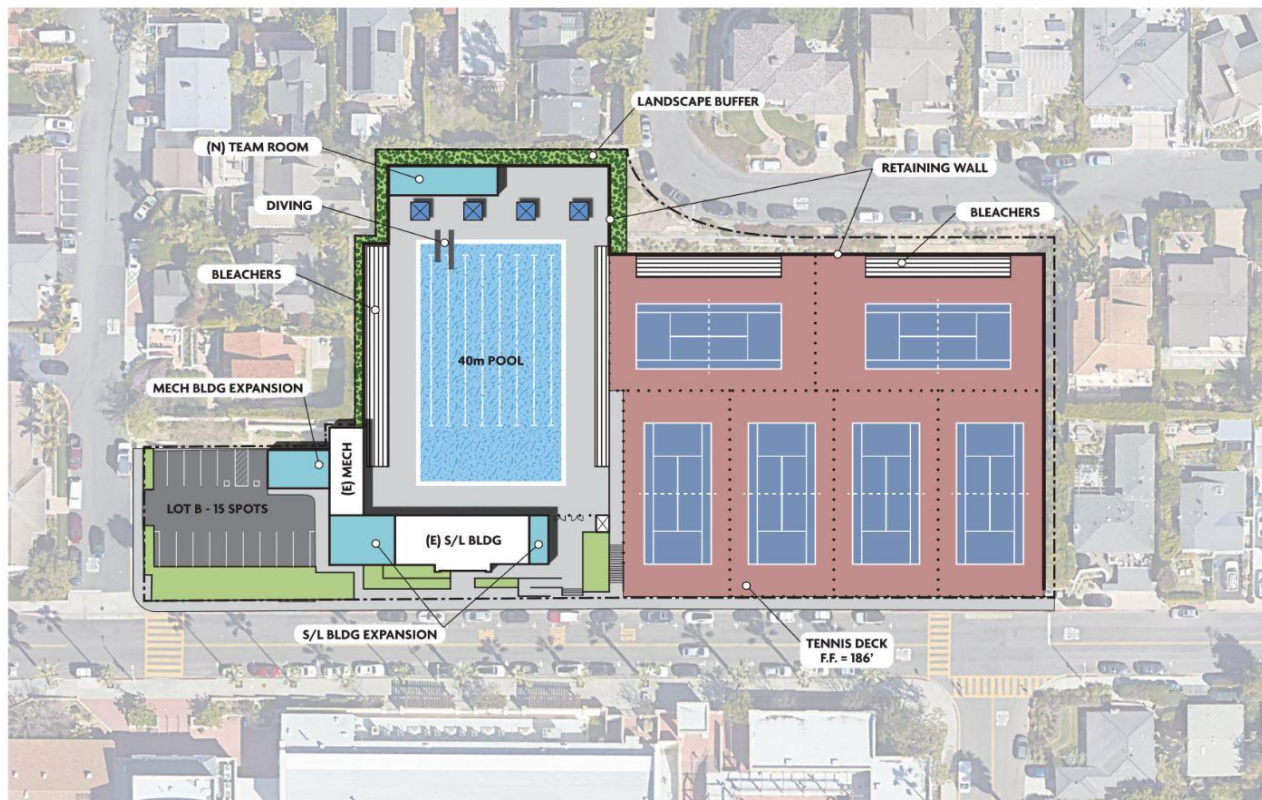 LANDSCAPE BUFFER
(N) TEAM ROOM
RETAINING WALL
DIVING
BLEACHERS
BLEACHERS
40m POOL
MECH BLDG EXPANSION
(E) MECH
LOT B - 15 SPOTS
(E) S/L BLDG
S/L BLDG EXPANSION
TENNIS DECK
F.F. = 186'